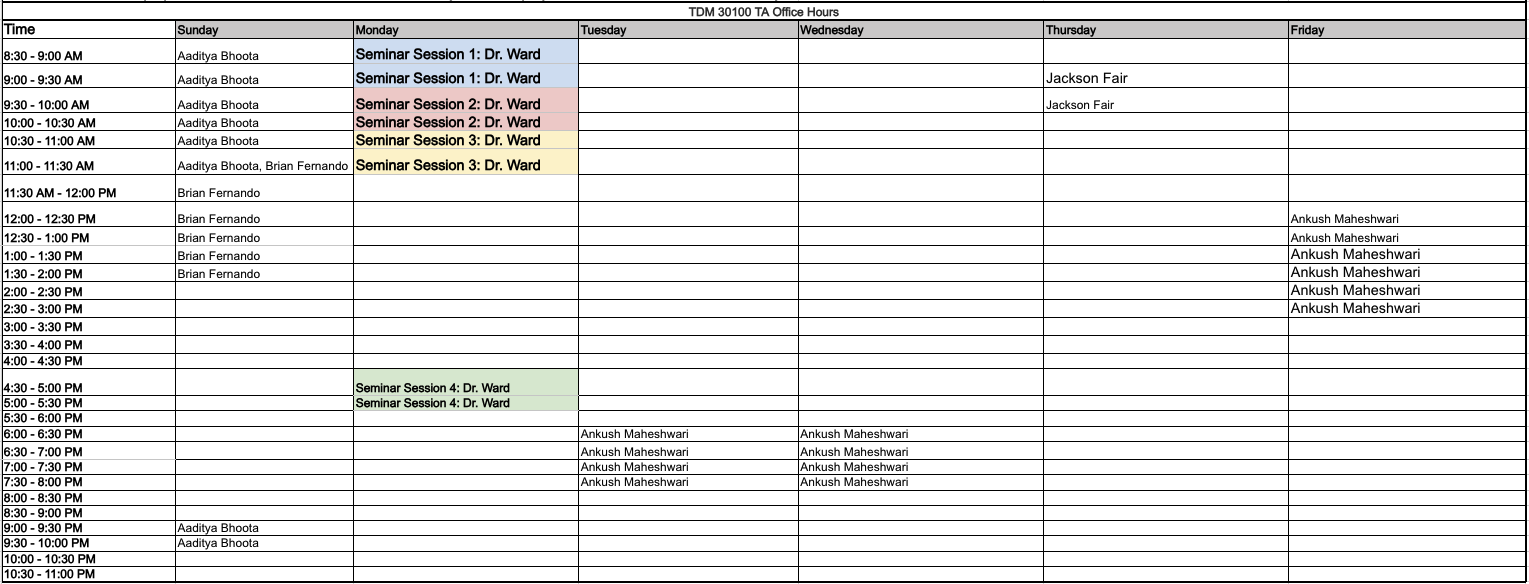 TDM 30100 TA Office Hours
Time Sunday Monday Tuesday Wednesday Thursday Friday
8:30 - 9:00 AM Aaditya Bhoota Seminar Session 1: Dr. Ward
9:00 - 9:30 AM Aaditya Bhoota Seminar Session 1: Dr. Ward Jackson Fair
9:30 - 10:00 AM Aaditya Bhoota Seminar Session 2: Dr. Ward Jackson Fair
10:00 - 10:30 AM Aaditya Bhoota Seminar Session 2: Dr. Ward
10:30 - 11:00 AM Aaditya Bhoota Seminar Session 3: Dr. Ward
11:00 - 11:30 AM Aaditya Bhoota, Brian Fernando Seminar Session 3: Dr. Ward
11:30 AM - 12:00 PM Brian Fernando
12:00 - 12:30 PM Brian Fernando Ankush Maheshwari
12:30 - 1:00 PM Brian Fernando Ankush Maheshwari
1:00 - 1:30 PM Brian Fernando Ankush Maheshwari
1:30 - 2:00 PM Brian Fernando Ankush Maheshwari
2:00 - 2:30 PM Ankush Maheshwari
2:30 - 3:00 PM Ankush Maheshwari
3:00 - 3:30 PM
3:30 - 4:00 PM
4:00 - 4:30 PM
4:30 - 5:00 PM Seminar Session 4: Dr. Ward
5:00 - 5:30 PM Seminar Session 4: Dr. Ward
5:30 - 6:00 PM
6:00 - 6:30 PM Ankush Maheshwari Ankush Maheshwari
6:30 - 7:00 PM Ankush Maheshwari Ankush Maheshwari
7:00 - 7:30 PM Ankush Maheshwari Ankush Maheshwari
7:30 - 8:00 PM Ankush Maheshwari Ankush Maheshwari
8:00 - 8:30 PM
8:30 - 9:00 PM
9:00 - 9:30 PM Aaditya Bhoota
9:30 - 10:00 PM Aaditya Bhoota
10:00 - 10:30 PM
10:30 - 11:00 PM